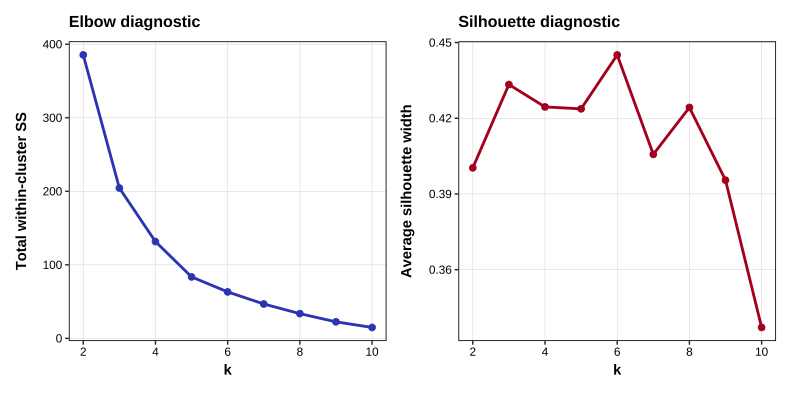 Elbow diagnostic
Total within-cluster SS
400
300
200
100
0
2 4 6 8 10
k
Silhouette diagnostic
Average silhouette width
0.45
0.42
0.39
0.36
2 4 6 8 10
k